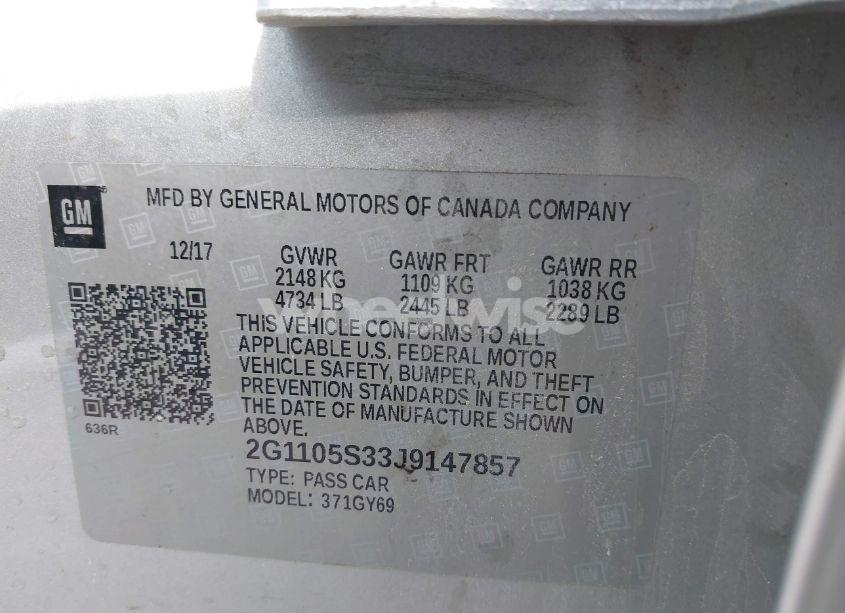 GM
MFD BY GENERAL MOTORS OF CANADA COMPANY
12/17 GVWR GAWR FRT GAWR RR
2148 KG 1109 KG 1038 KG
4734 LB 2445 LB 2289 LB
THIS VEHICLE CONFORMS TO ALL
APPLICABLE U.S. FEDERAL MOTOR
VEHICLE SAFETY, BUMPER, AND THEFT
PREVENTION STANDARDS IN EFFECT ON
THE DATE OF MANUFACTURE SHOWN
ABOVE.
636R
2G1105S33J9147857
TYPE: PASS CAR
MODEL: 371GY69